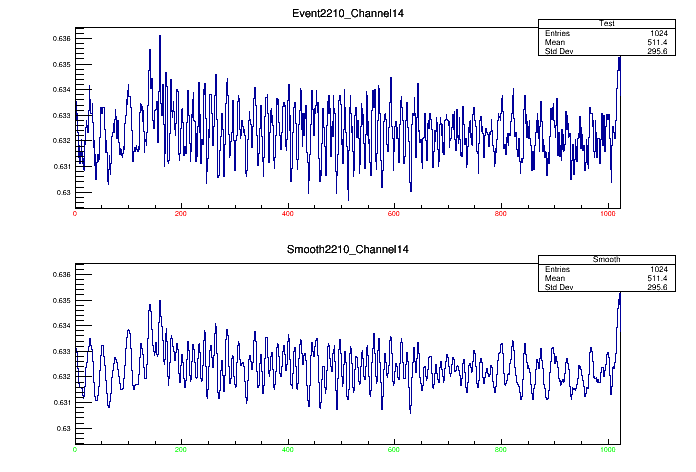 Event2210_Channel14
Test
Entries 1024
Mean 511.4
Std Dev 295.6
0.636
0.635
0.634
0.633
0.632
0.631
0.63
0 200 400 600 800 1000
Smooth2210_Channel14
Smooth
Entries 1024
Mean 511.4
Std Dev 295.6
0.636
0.635
0.634
0.633
0.632
0.631
0.63
0 200 400 600 800 1000